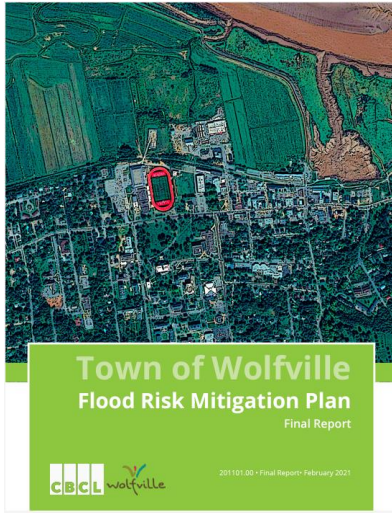 Town of Wolfville
Flood Risk Mitigation Plan
Final Report
CBCL
wolfville
201101.00 • Final Report• February 2021